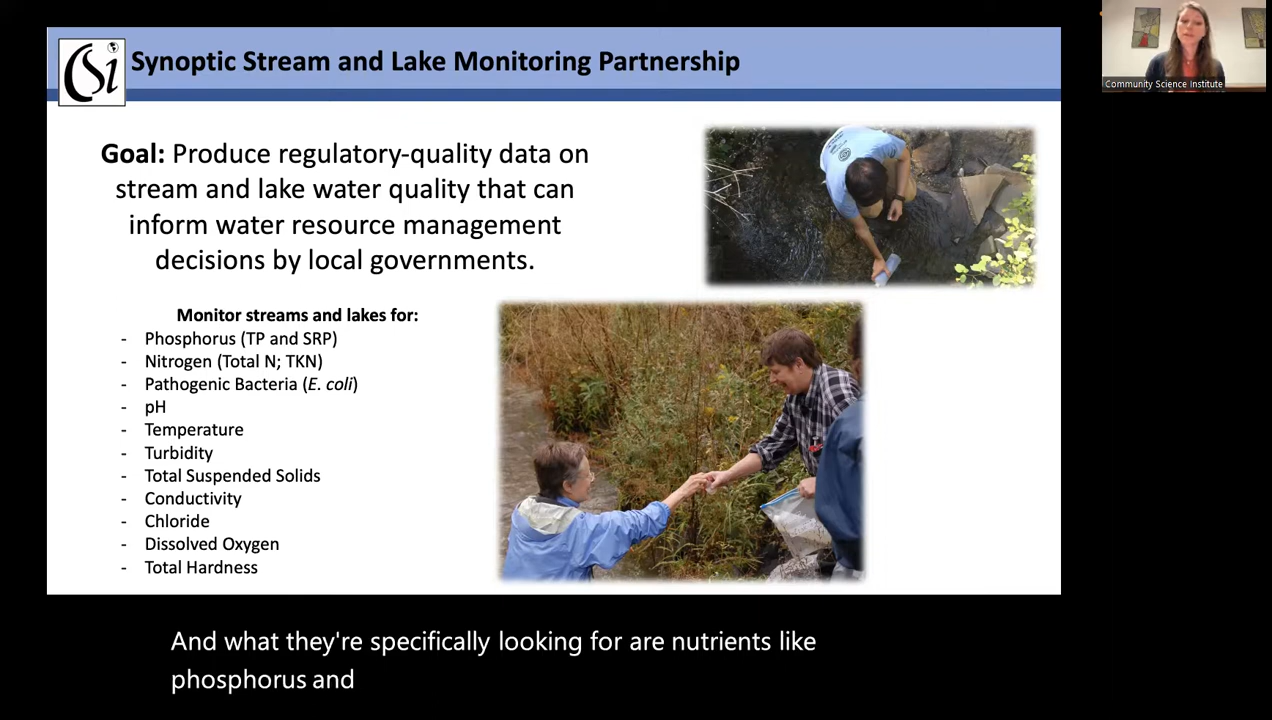 CSi
Synoptic Stream and Lake Monitoring Partnership
Community Science Institute
Goal: Produce regulatory-quality data on
stream and lake water quality that can
inform water resource management
decisions by local governments.
Monitor streams and lakes for:
- Phosphorus (TP and SRP)
- Nitrogen (Total N; TKN)
- Pathogenic Bacteria (E. coli)
- pH
- Temperature
- Turbidity
- Total Suspended Solids
- Conductivity
- Chloride
- Dissolved Oxygen
- Total Hardness
And what they're specifically looking for are nutrients like
phosphorus and